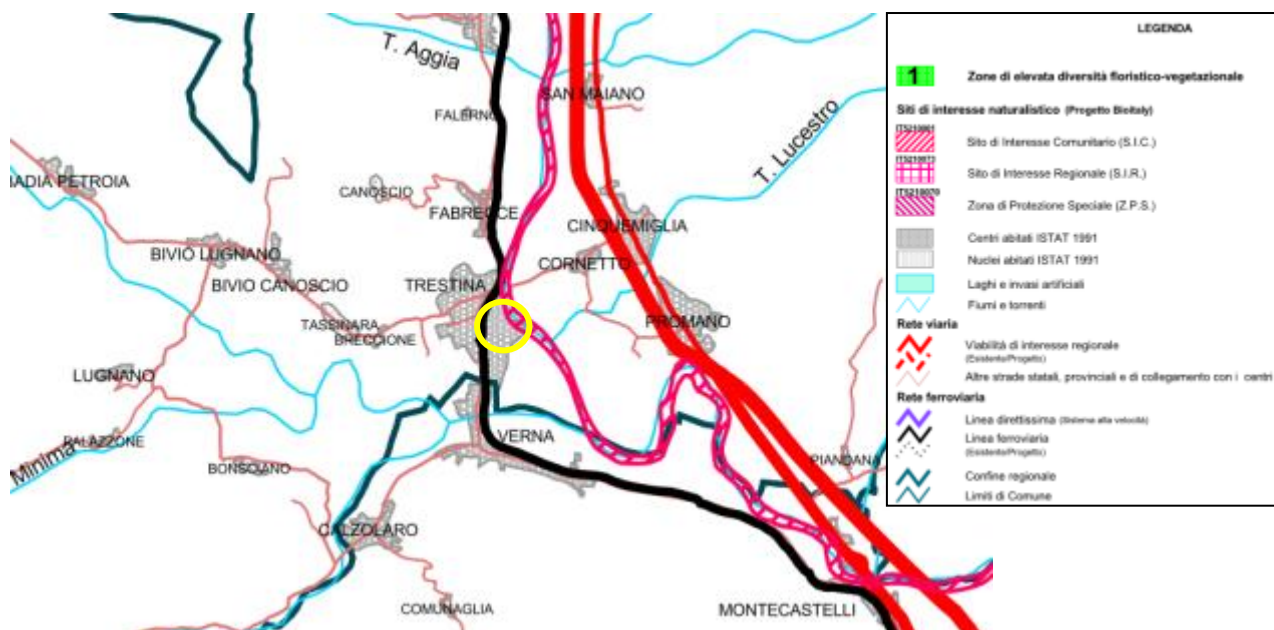 T. Aggia
SAN MAIANO
FALERNO
T. Lucestro
BADIA PETROIA
CANOSCIO
FABRECCE
CINQUEMIGLIA
BIVIO LUGNANO
CORNETTO
BIVIO CANOSCIO
TRESTINA
TASSINARA
BRECCIONE
PROMANO
LUGNANO
VERNA
PALAZZONE
Minima
BONSCIANO
PIANDANA
CALZOLARO
COMUNAGLIA
MONTECASTELLI
LEGENDA
1
Zone di elevata diversità floristico-vegetazionale
Siti di interesse naturalistico (Progetto Bioitaly)
Sito di Interesse Comunitario (S.I.C.)
IT5210073
Sito di Interesse Regionale (S.I.R.)
IT5210070
Zona di Protezione Speciale (Z.P.S.)
Centri abitati ISTAT 1991
Nuclei abitati ISTAT 1991
Laghi e invasi artificiali
Fiumi e torrenti
Rete viaria
Viabilità di interesse regionale
(Esistente/Progetto)
Altre strade statali, provinciali e di collegamento con i centri
Rete ferroviaria
Linea direttissima (Sistema alta velocità)
Linea ferroviaria
(Esistente/Progetto)
Confine regionale
Limiti di Comune